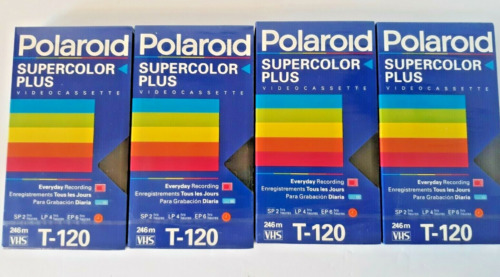 Polaroid
SUPERCOLOR
PLUS
VIDEOCASSETTE
Everyday Recording
Enregistrements Tous les Jours
Para Grabación Diaria
SP 2 LP 4 EP 6
246m
VHS T-120
Polaroid
SUPERCOLOR
PLUS
VIDEOCASSETTE
Everyday Recording
Enregistrements Tous les Jours
Para Grabación Diaria
SP 2 LP 4 EP 6
246m
VHS T-120
Polaroid
SUPERCOLOR
PLUS
VIDEOCASSETTE
Everyday Recording
Enregistrements Tous les Jours
Para Grabación Diaria
SP 2 LP 4 EP 6
246m
VHS T-120
Polaroid
SUPERCOLOR
PLUS
VIDEOCASSETTE
Everyday Recording
Enregistrements Tous les Jours
Para Grabación Diaria
SP 2 LP 4 EP 6
246m
VHS T-120